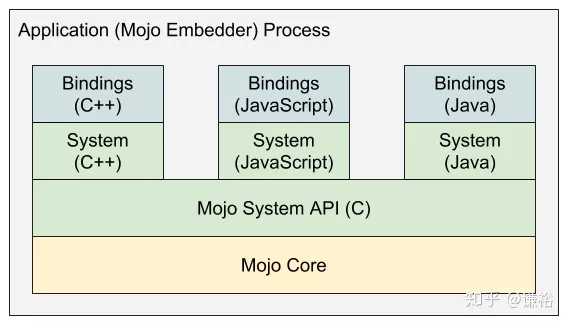 Application (Mojo Embedder) Process
Bindings
(C++)
Bindings
(JavaScript)
Bindings
(Java)
System
(C++)
System
(JavaScript)
System
(Java)
Mojo System API (C)
Mojo Core
知乎 @谦裕